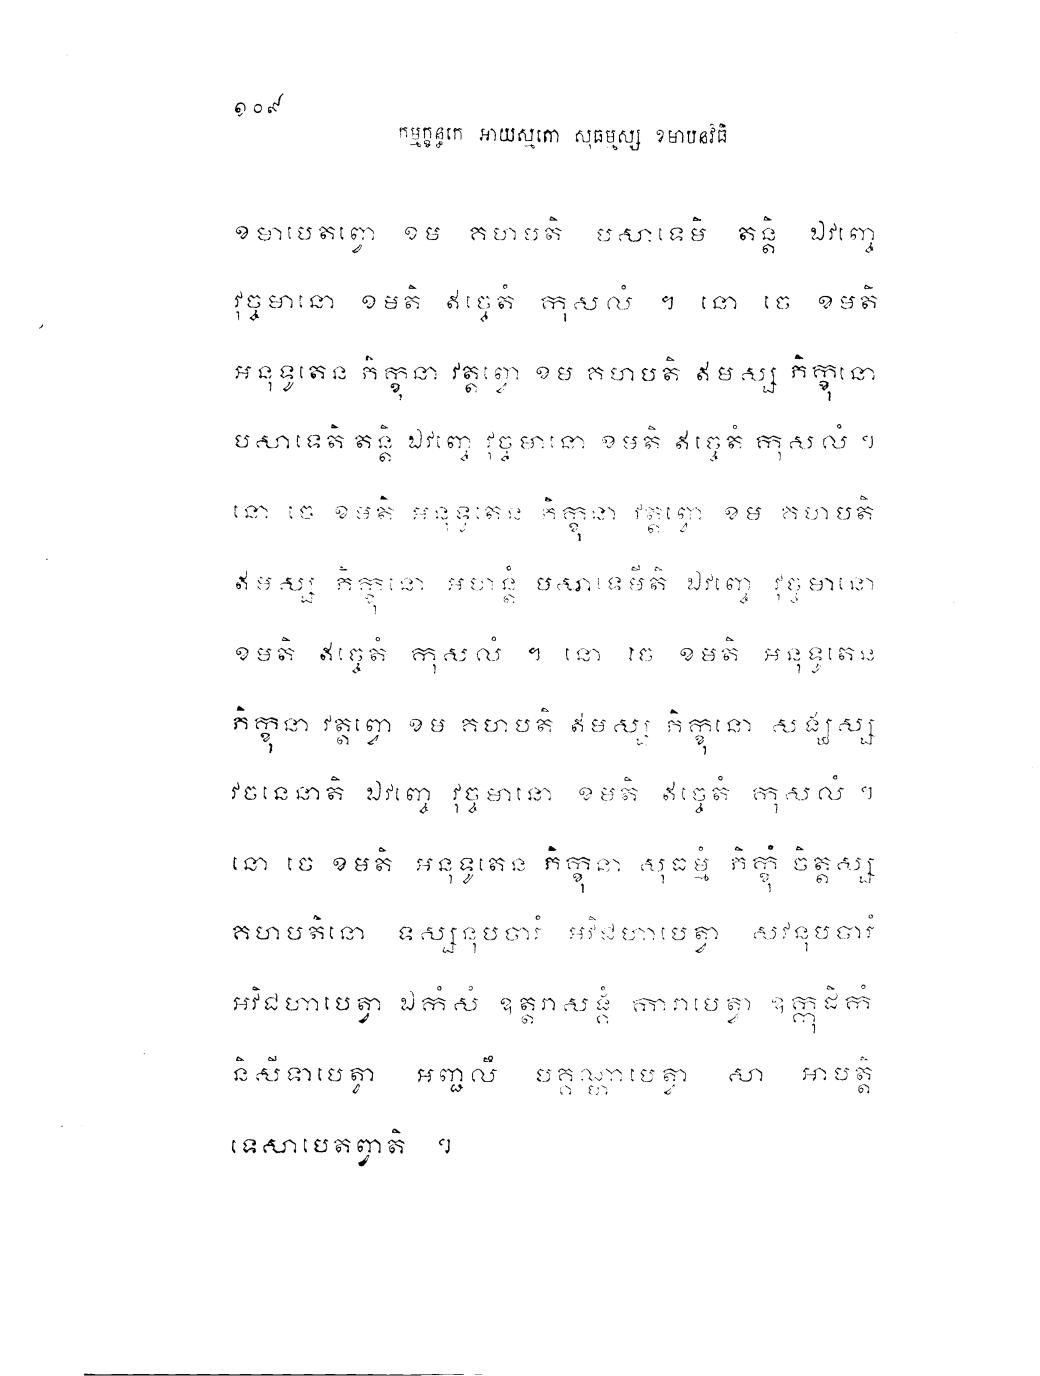 ១០៩
កម្មក្ខន្ធកេ អាយស្មតោ សុធម្មស្ស ខមាបនវិធិ
ខមាបេតព្វោ ខម គហបតិ បសាទេមិ តន្តិ ឯវញ្ចេ
វុច្ចមានោ ខមតិ ឥច្ចេតំ កុសលំ ។ នោ ចេ ខមតិ
អនុទូតេន ភិក្ខុនា វត្តព្វោ ខម គហបតិ ឥមស្ស ភិក្ខុនោ
បសាទេតិ តន្តិ ឯវញ្ចេ វុច្ចមានោ ខមតិ ឥច្ចេតំ កុសលំ ។
នោ ចេ ខមតិ អនុទូតេន ភិក្ខុនា វត្តព្វោ ខម គហបតិ
ឥមស្ស ភិក្ខុនោ អហន្តំ បសាទេមីតិ ឯវញ្ចេ វុច្ចមានោ
ខមតិ ឥច្ចេតំ កុសលំ ។ នោ ចេ ខមតិ អនុទូតេន
ភិក្ខុនា វត្តព្វោ ខម គហបតិ ឥមស្ស ភិក្ខុនោ សង្ឃស្ស
វចនេនាតិ ឯវញ្ចេ វុច្ចមានោ ខមតិ ឥច្ចេតំ កុសលំ ។
នោ ចេ ខមតិ អនុទូតេន ភិក្ខុនា សុធម្មំ ភិក្ខុំ ចិត្តស្ស
គហបតិនោ ទស្សនុបចារំ អវិជហាបេត្វា សវនុបចារំ
អវិជហាបេត្វា ឯកំសំ ឧត្តរាសង្គំ ការាបេត្វា ឧក្កុដិកំ
និសីទាបេត្វា អញ្ជលឹ បគ្គណ្ហាបេត្វា សា អាបត្តិ
ទេសាបេតព្វាតិ ។